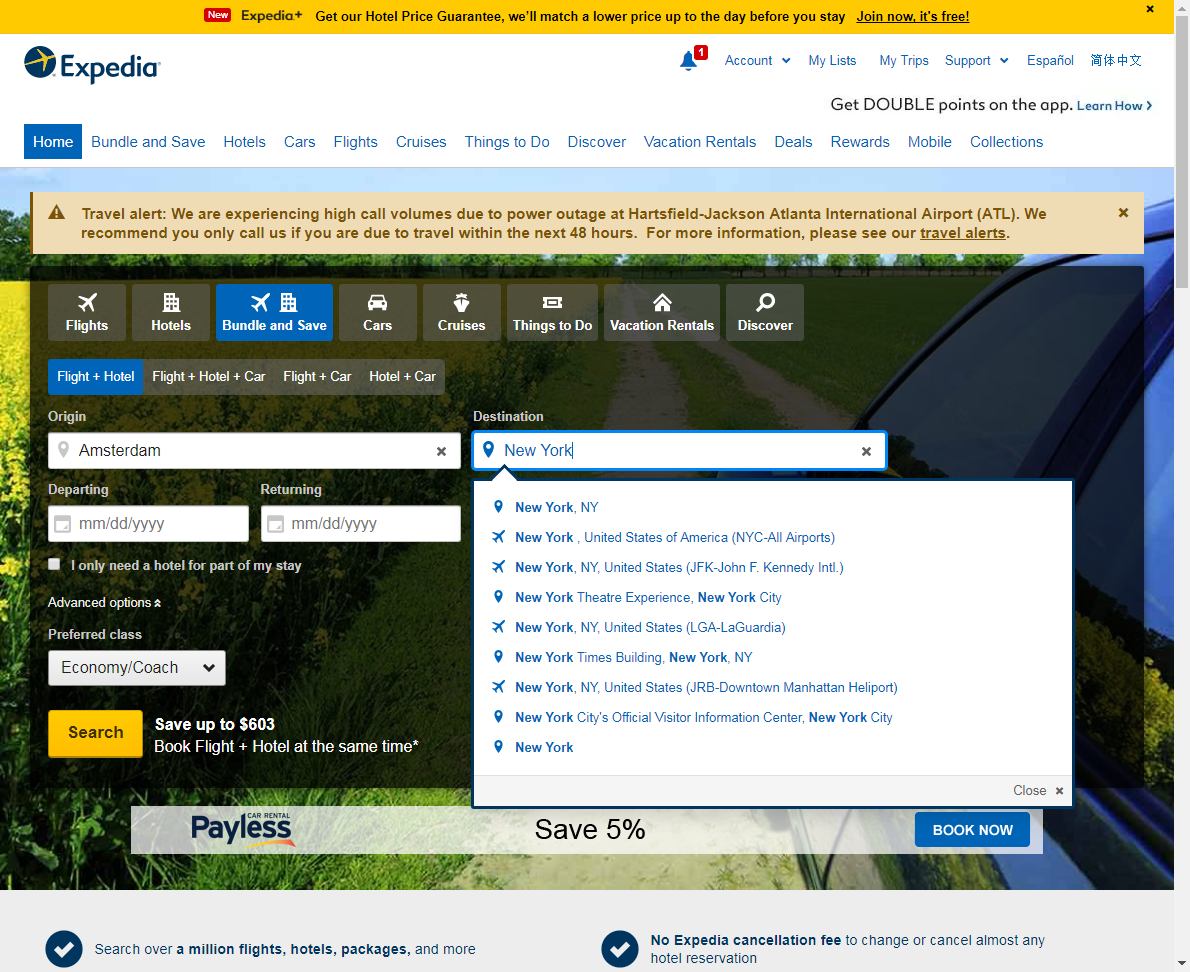 New Expedia+ Get our Hotel Price Guarantee, we'll match a lower price up to the day before you stay Join now, it's free!
Expedia
1 Account My Lists My Trips Support Español 简体中文
Get DOUBLE points on the app. Learn How
Home Bundle and Save Hotels Cars Flights Cruises Things to Do Discover Vacation Rentals Deals Rewards Mobile Collections
Travel alert: We are experiencing high call volumes due to power outage at Hartsfield-Jackson Atlanta International Airport (ATL). We
recommend you only call us if you are due to travel within the next 48 hours. For more information, please see our travel alerts.
Flights Hotels Bundle and Save Cars Cruises Things to Do Vacation Rentals Discover
Flight + Hotel Flight + Hotel + Car Flight + Car Hotel + Car
Origin Destination
Amsterdam New York
Departing Returning
mm/dd/yyyy mm/dd/yyyy
I only need a hotel for part of my stay
Advanced options
Preferred class
Economy/Coach
Search
Save up to $603
Book Flight + Hotel at the same time*
New York, NY
New York , United States of America (NYC-All Airports)
New York, NY, United States (JFK-John F. Kennedy Intl.)
New York Theatre Experience, New York City
New York, NY, United States (LGA-LaGuardia)
New York Times Building, New York, NY
New York, NY, United States (JRB-Downtown Manhattan Heliport)
New York City's Official Visitor Information Center, New York City
New York
Close
CAR RENTAL
Payless Save 5% BOOK NOW
Search over a million flights, hotels, packages, and more
No Expedia cancellation fee to change or cancel almost any
hotel reservation